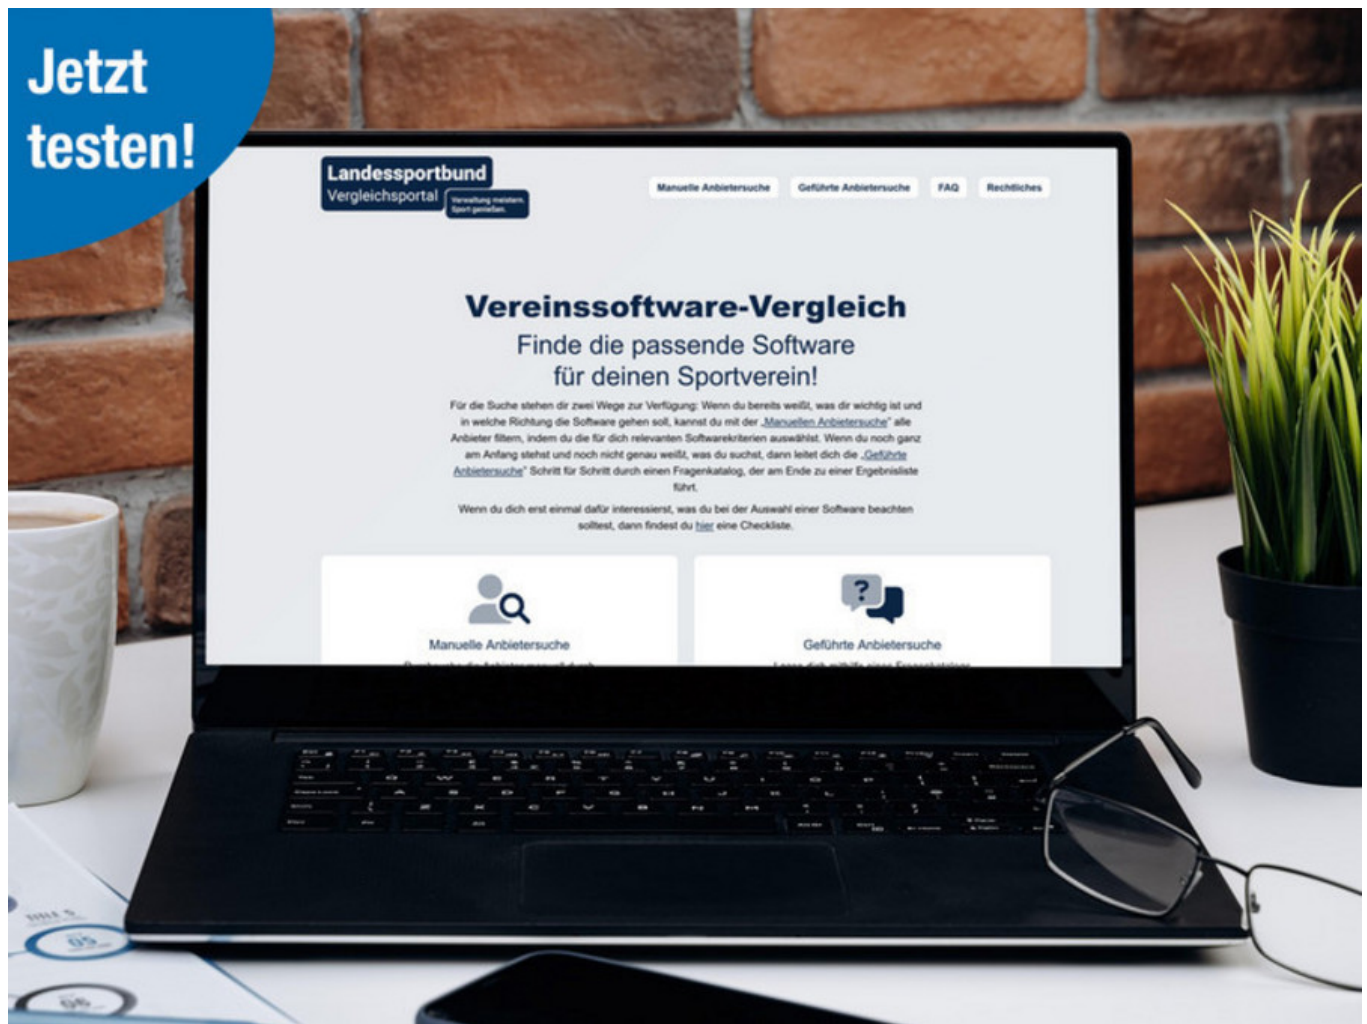 Jetzt
testen!
Landessportbund
Vergleichsportal
Verwaltung meistern.
Sport genießen.
Manuelle Anbietersuche
Geführte Anbietersuche
FAQ
Rechtliches
Vereinssoftware-Vergleich
Finde die passende Software
für deinen Sportverein!
Für die Suche stehen dir zwei Wege zur Verfügung: Wenn du bereits weißt, was dir wichtig ist und
in welche Richtung die Software gehen soll, kannst du mit der „Manuellen Anbietersuche“ alle
Anbieter filtern, indem du die für dich relevanten Softwarekriterien auswählst. Wenn du noch ganz
am Anfang stehst und noch nicht genau weißt, was du suchst, dann leitet dich die „Geführte
Anbietersuche“ Schritt für Schritt durch einen Fragenkatalog, der am Ende zu einer Ergebnisliste
führt.
Wenn du dich erst einmal dafür interessierst, was du bei der Auswahl einer Software beachten
solltest, dann findest du hier eine Checkliste.
Manuelle Anbietersuche
Geführte Anbietersuche
05
06